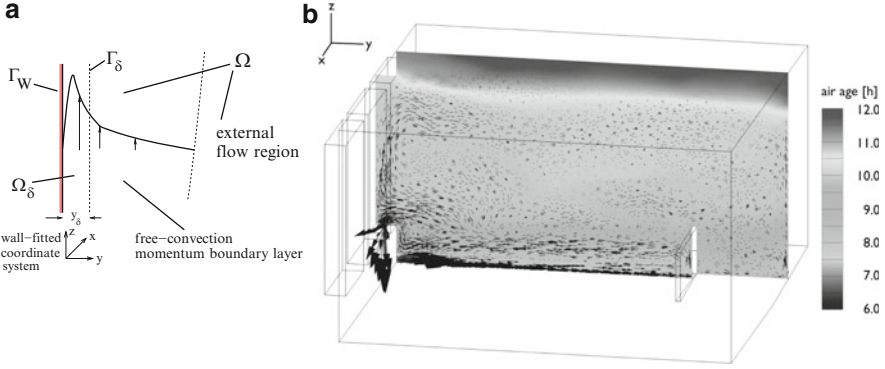 a
Γ_W
Γ_δ
Ω
external
flow region
Ω_δ
y_δ
wall-fitted
coordinate
system
z
x
y
free-convection
momentum boundary layer
b
z
y
x
air age [h]
12.0
11.0
10.0
9.0
8.0
7.0
6.0